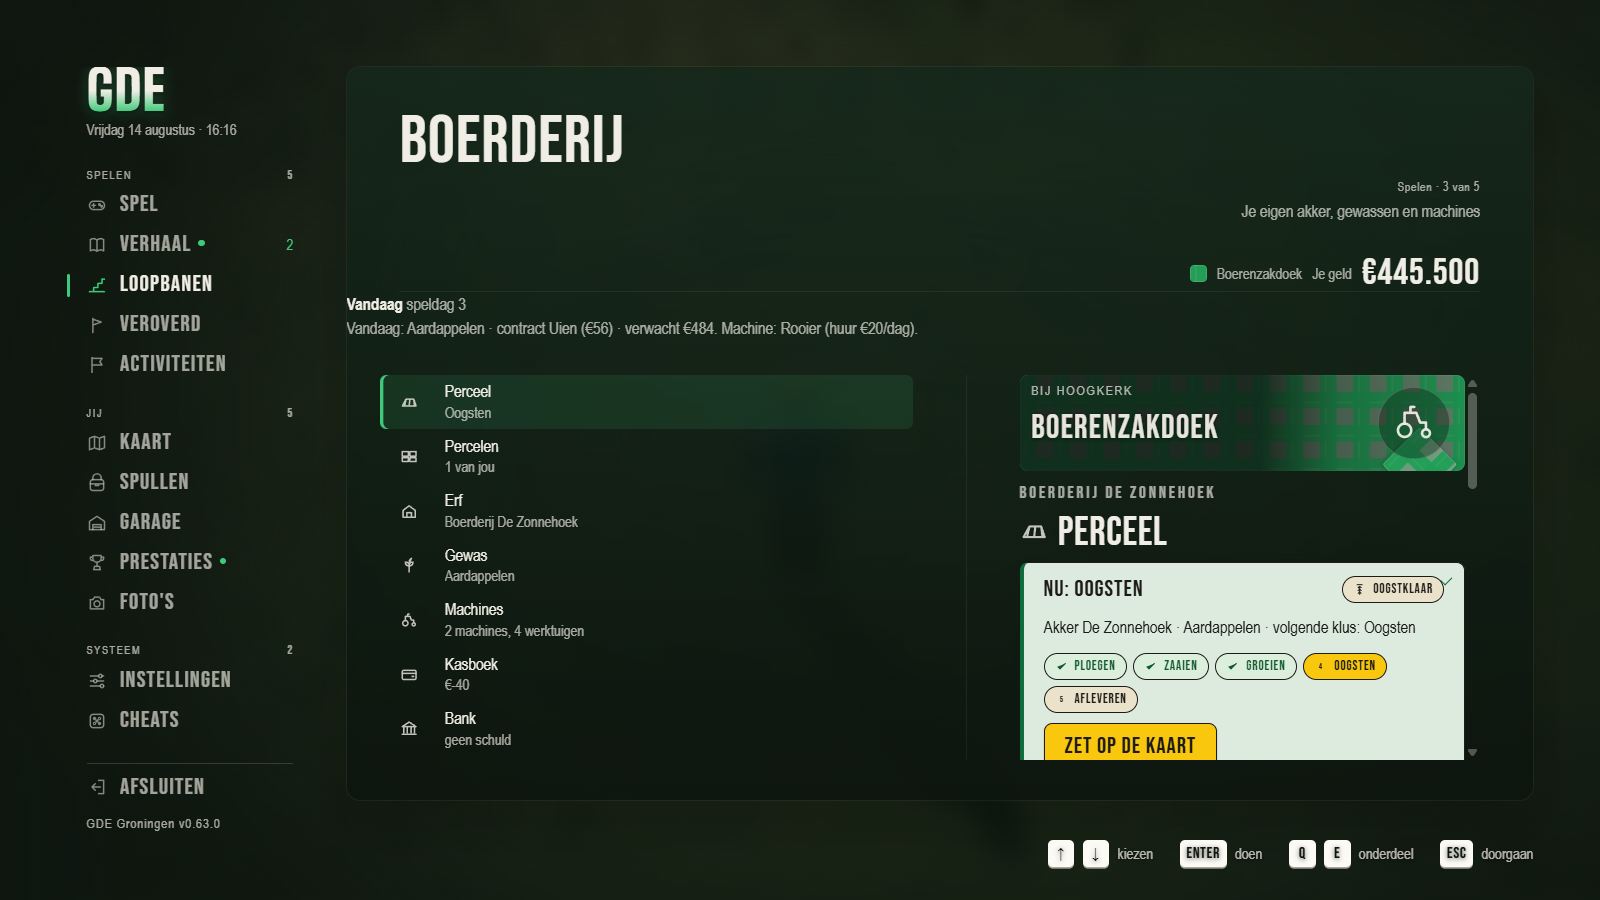 GDE
Vrijdag 14 augustus · 16:16
SPELEN 5
SPEL
VERHAAL 2
LOOPBANEN
VEROVERD
ACTIVITEITEN
JIJ 5
KAART
SPULLEN
GARAGE
PRESTATIES
FOTO'S
SYSTEEM 2
INSTELLINGEN
CHEATS
AFSLUITEN
GDE Groningen v0.63.0
BOERDERIJ
Spelen · 3 van 5
Je eigen akker, gewassen en machines
Boerenzakdoek Je geld €445.500
Vandaag speldag 3
Vandaag: Aardappelen · contract Uien (€56) · verwacht €484. Machine: Rooier (huur €20/dag).
Perceel
Oogsten
Percelen
1 van jou
Erf
Boerderij De Zonnehoek
Gewas
Aardappelen
Machines
2 machines, 4 werktuigen
Kasboek
€-40
Bank
geen schuld
BIJ HOOGKERK
BOERENZAKDOEK
BOERDERIJ DE ZONNEHOEK
PERCEEL
NU: OOGSTEN OOGSTKLAAR
Akker De Zonnehoek · Aardappelen · volgende klus: Oogsten
PLOEGEN ZAAIEN GROEIEN 4 OOGSTEN
5 AFLEVEREN
ZET OP DE KAART
↑ ↓ kiezen ENTER doen Q E onderdeel ESC doorgaan